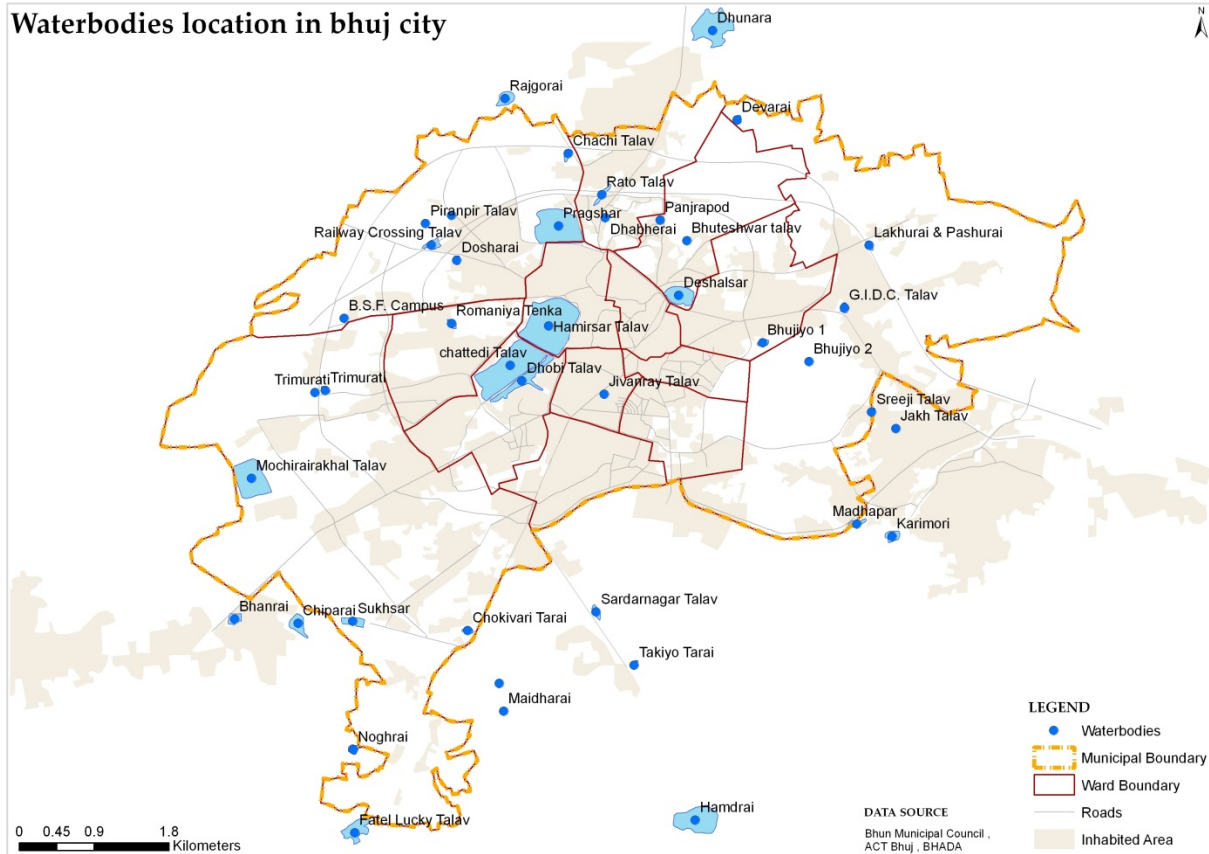 Waterbodies location in bhuj city
N
Dhunara
Rajgorai
Devarai
Chachi Talav
Rato Talav
Piranpir Talav
Pragshar
Panjrapod
Dhabherai
Railway Crossing Talav
Bhuteshwar talav
Lakhurai & Pashurai
Dosharai
Deshalsar
G.I.D.C. Talav
B.S.F. Campus
Romaniya Tenka
Hamirsar Talav
Bhujiyo 1
Bhujiyo 2
chattedi Talav
Dhobi Talav
Trimurati
Trimurati
Jivanray Talav
Sreeji Talav
Jakh Talav
Mochirairakhal Talav
Madhapar
Karimori
Bhanrai
Chiparai
Sukhsar
Chokivari Tarai
Sardarnagar Talav
Takiyo Tarai
Maidharai
Noghrai
Fatel Lucky Talav
Hamdrai
LEGEND
Waterbodies
Municipal Boundary
Ward Boundary
Roads
Inhabited Area
DATA SOURCE
Bhun Municipal Council ,
ACT Bhuj , BHADA
0 0.45 0.9 1.8
Kilometers